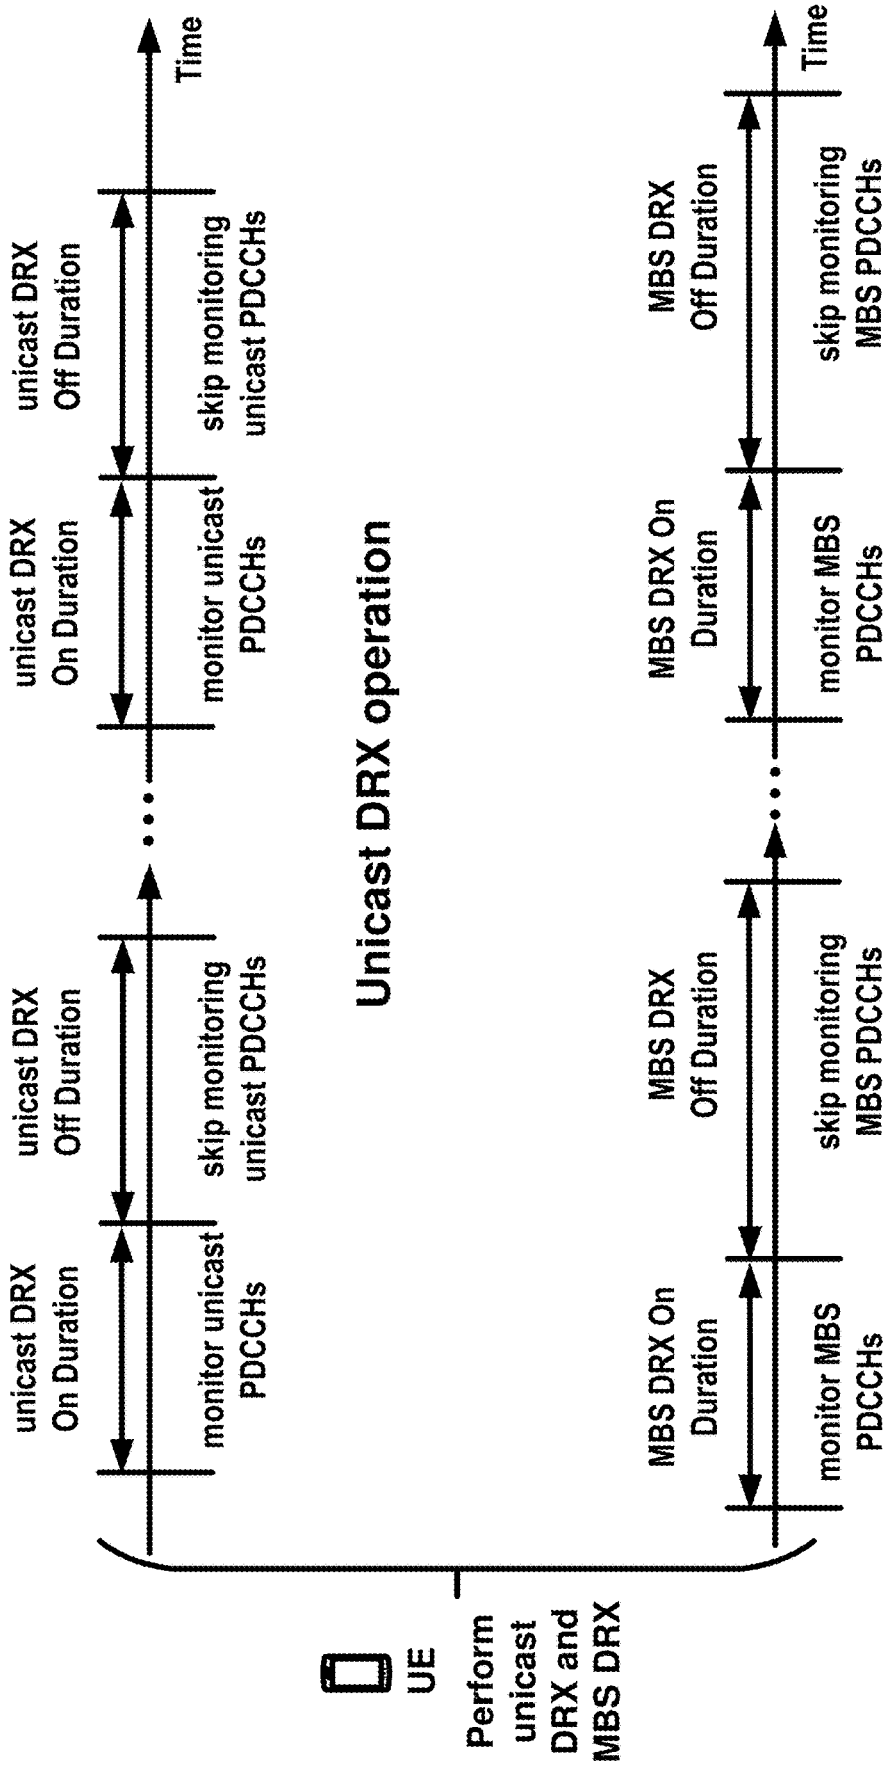 UE
Perform
unicast
DRX and
MBS DRX
unicast DRX
On Duration
unicast DRX
Off Duration
unicast DRX
On Duration
unicast DRX
Off Duration
monitor unicast
PDCCHs
skip monitoring
unicast PDCCHs
monitor unicast
PDCCHs
skip monitoring
unicast PDCCHs
Time
Unicast DRX operation
MBS DRX On
Duration
MBS DRX
Off Duration
MBS DRX On
Duration
MBS DRX
Off Duration
monitor MBS
PDCCHs
skip monitoring
MBS PDCCHs
monitor MBS
PDCCHs
skip monitoring
MBS PDCCHs
Time